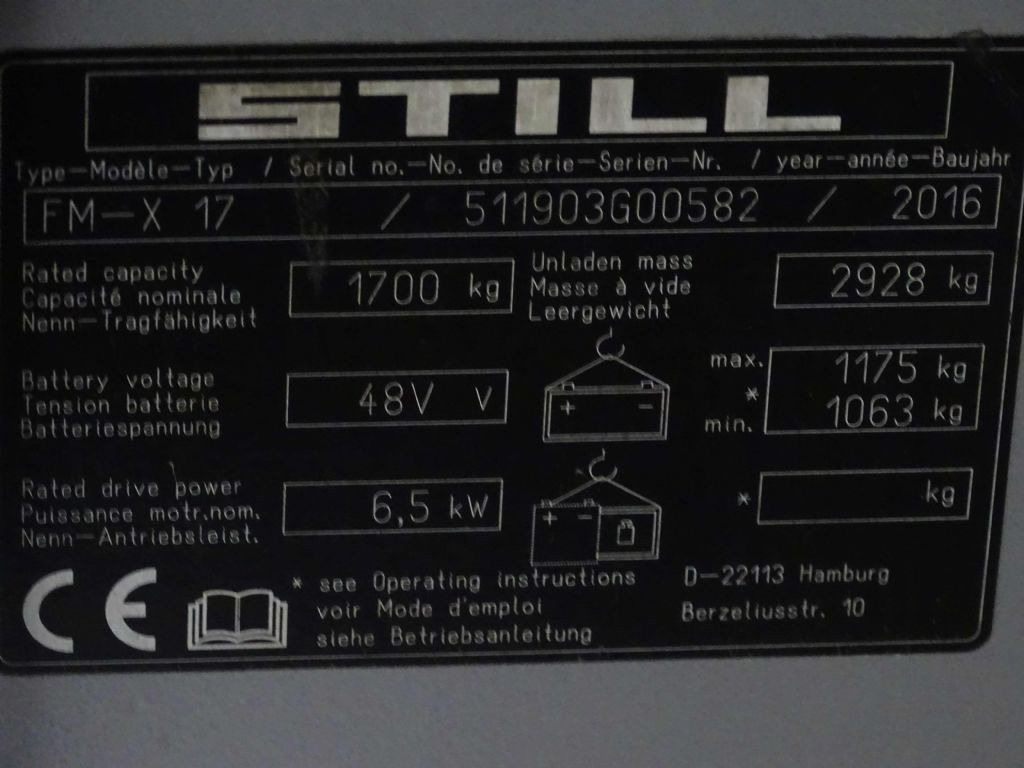 STILL
Type–Modèle–Typ / Serial no.–No. de série–Serien–Nr. / year–année–Baujahr
FM–X 17 / 511903G00582 / 2016
Rated capacity
Capacité nominale
Nenn–Tragfähigkeit
1700 kg
Unladen mass
Masse à vide
Leergewicht
2928 kg
Battery voltage
Tension batterie
Batteriespannung
48V V
+ –
max. 1175 kg
*
min. 1063 kg
Rated drive power
Puissance motr.nom.
Nenn–Antriebsleist.
6,5 kW
+ –
* kg
CE
* see Operating instructions
voir Mode d'emploi
siehe Betriebsanleitung
D–22113 Hamburg
Berzeliusstr. 10